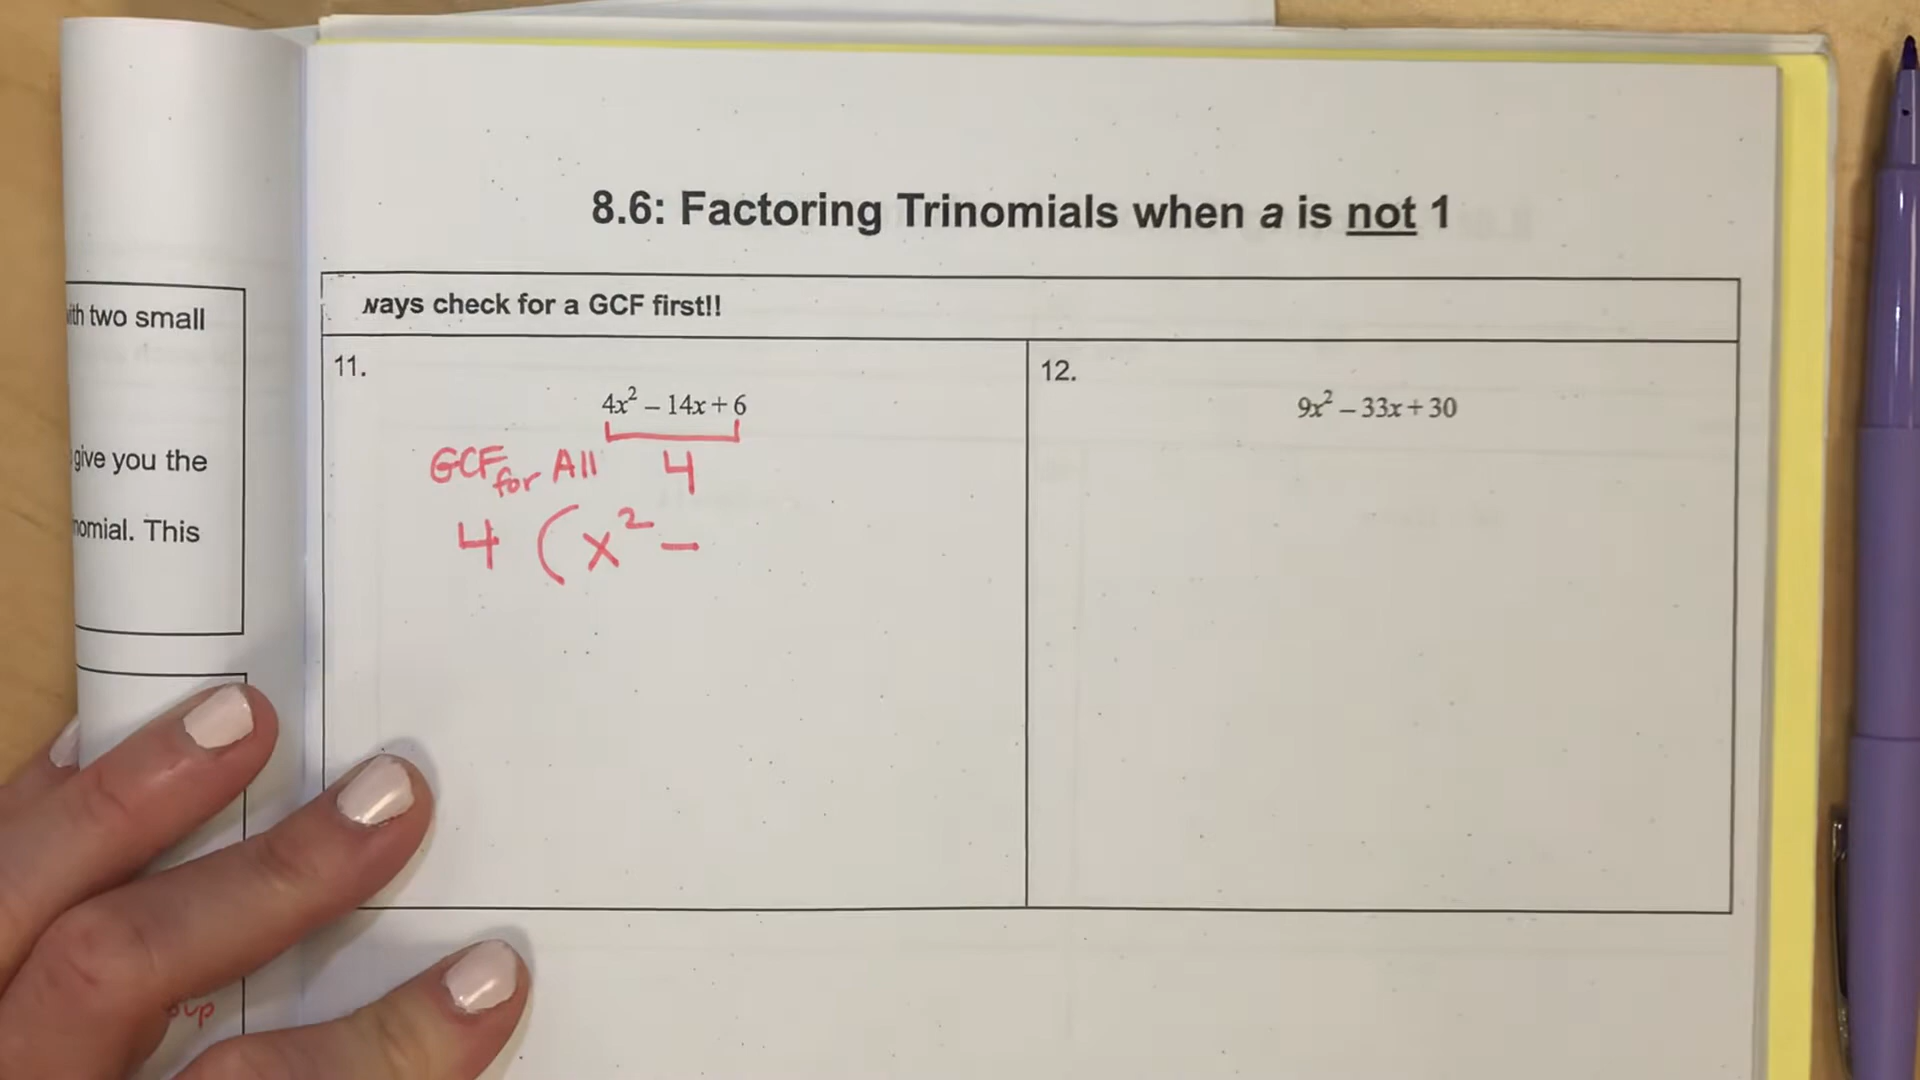 8.6: Factoring Trinomials when a is not 1
ways check for a GCF first!!
11.
4x² – 14x + 6
GCF for All 4
4 (x² –
12.
9x² – 33x + 30
ith two small
give you the
nomial. This
oup